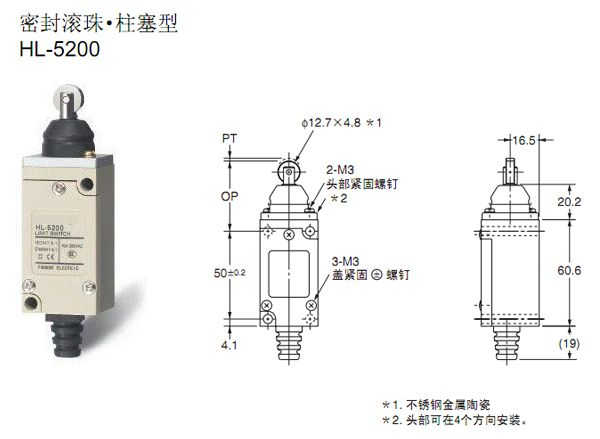 密封滚珠•柱塞型
HL-5200
φ12.7×4.8 *1
PT
16.5
2-M3
头部紧固螺钉
*2
OP
20.2
HL-5200
LIMIT SWITCH
3-M3
盖紧固 螺钉
50±0.2
60.6
4.1
(19)
*1. 不锈钢金属陶瓷
*2. 头部可在4个方向安装。